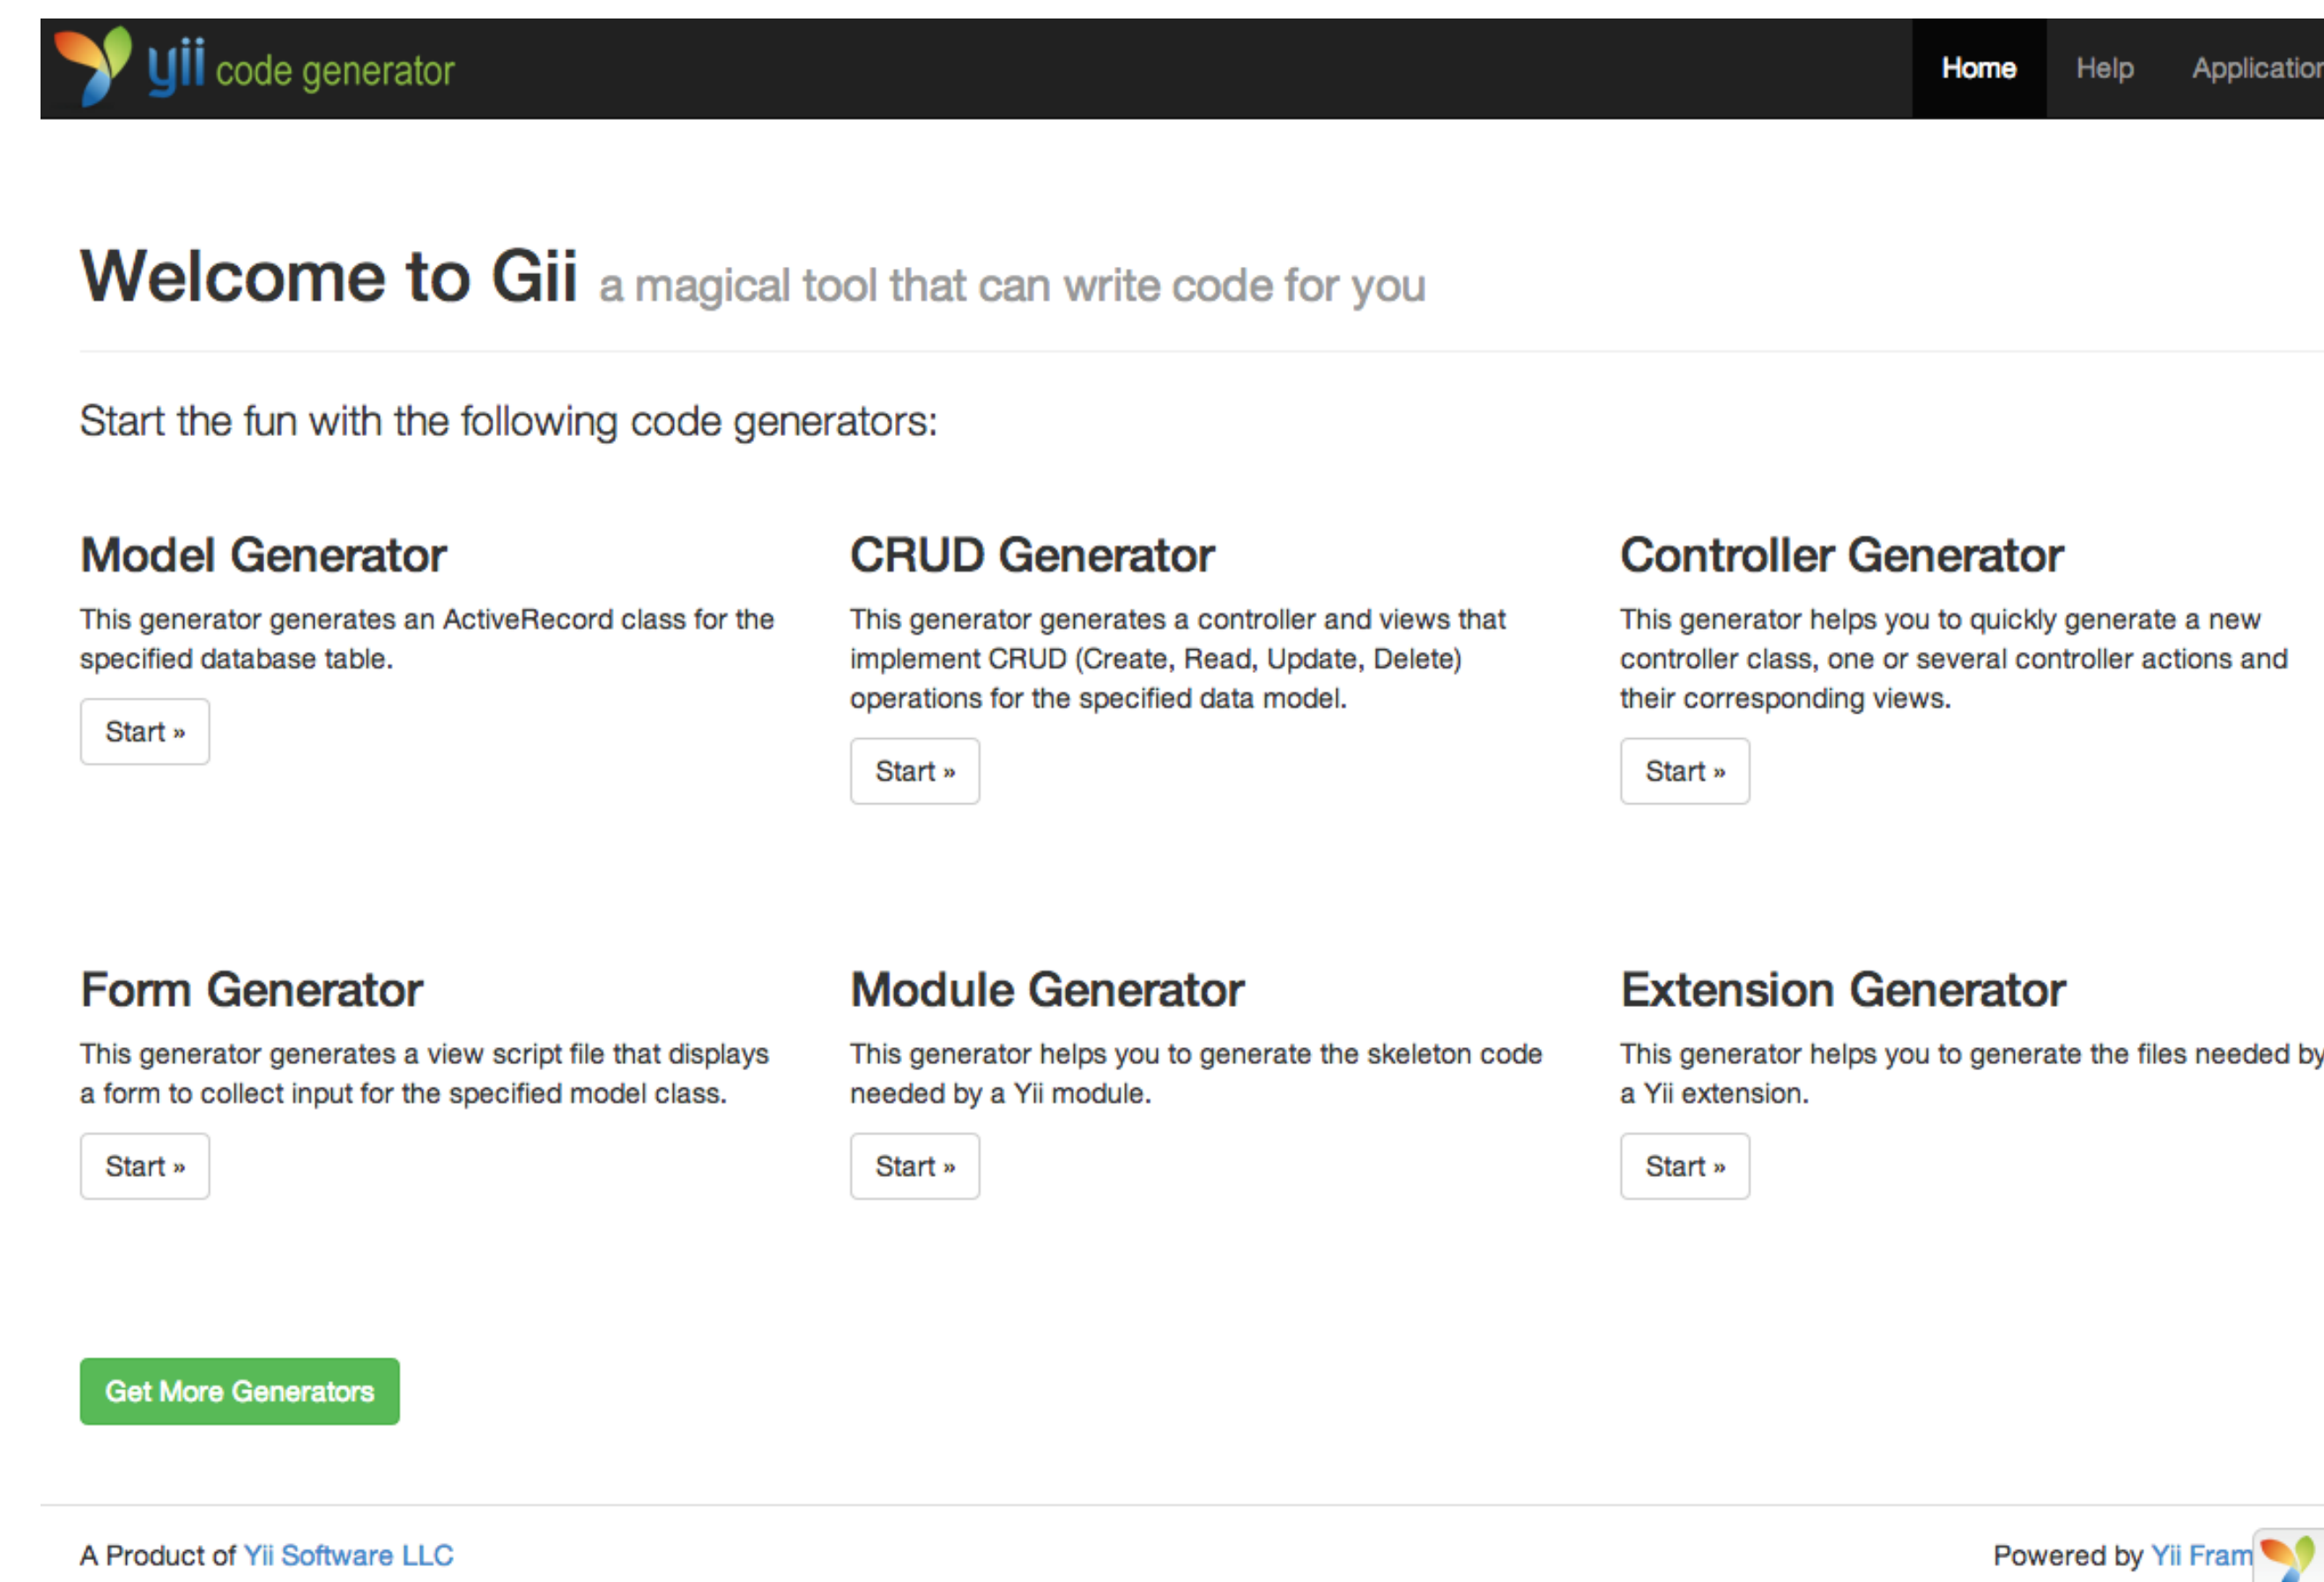 yii code generator
Home Help Application
Welcome to Gii a magical tool that can write code for you
Start the fun with the following code generators:
Model Generator
This generator generates an ActiveRecord class for the
specified database table.
Start »
CRUD Generator
This generator generates a controller and views that
implement CRUD (Create, Read, Update, Delete)
operations for the specified data model.
Start »
Controller Generator
This generator helps you to quickly generate a new
controller class, one or several controller actions and
their corresponding views.
Start »
Form Generator
This generator generates a view script file that displays
a form to collect input for the specified model class.
Start »
Module Generator
This generator helps you to generate the skeleton code
needed by a Yii module.
Start »
Extension Generator
This generator helps you to generate the files needed by
a Yii extension.
Start »
Get More Generators
A Product of Yii Software LLC
Powered by Yii Fram